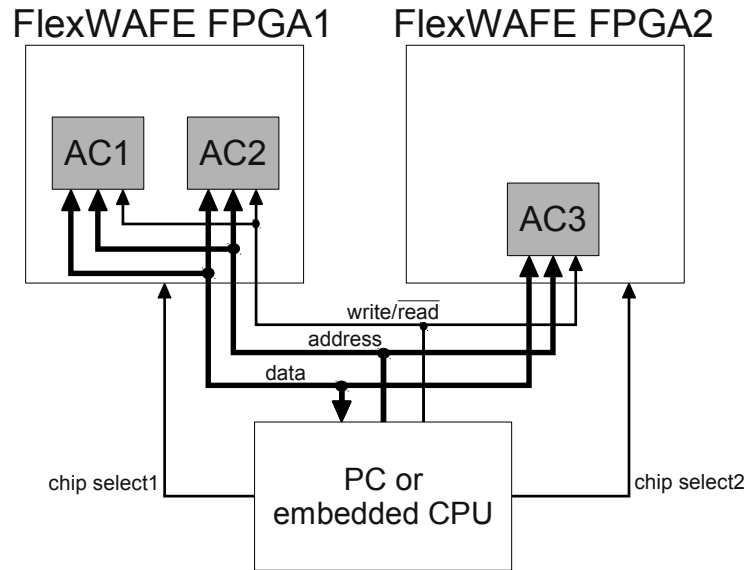 FlexWAFE FPGA1
FlexWAFE FPGA2
AC1
AC2
AC3
write/read
address
data
chip select1
PC or
embedded CPU
chip select2